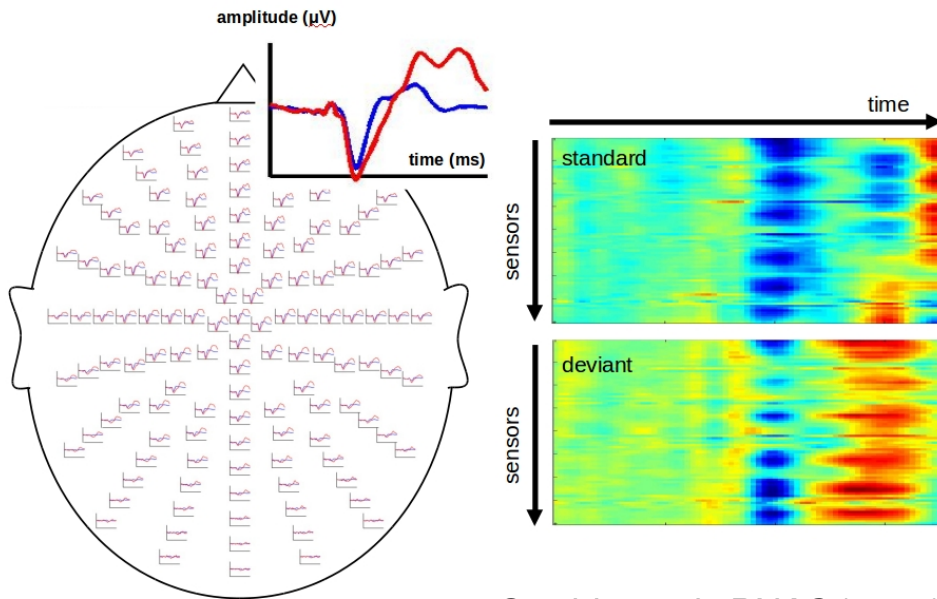 amplitude (µV)
time (ms)
time
standard
sensors
deviant
sensors